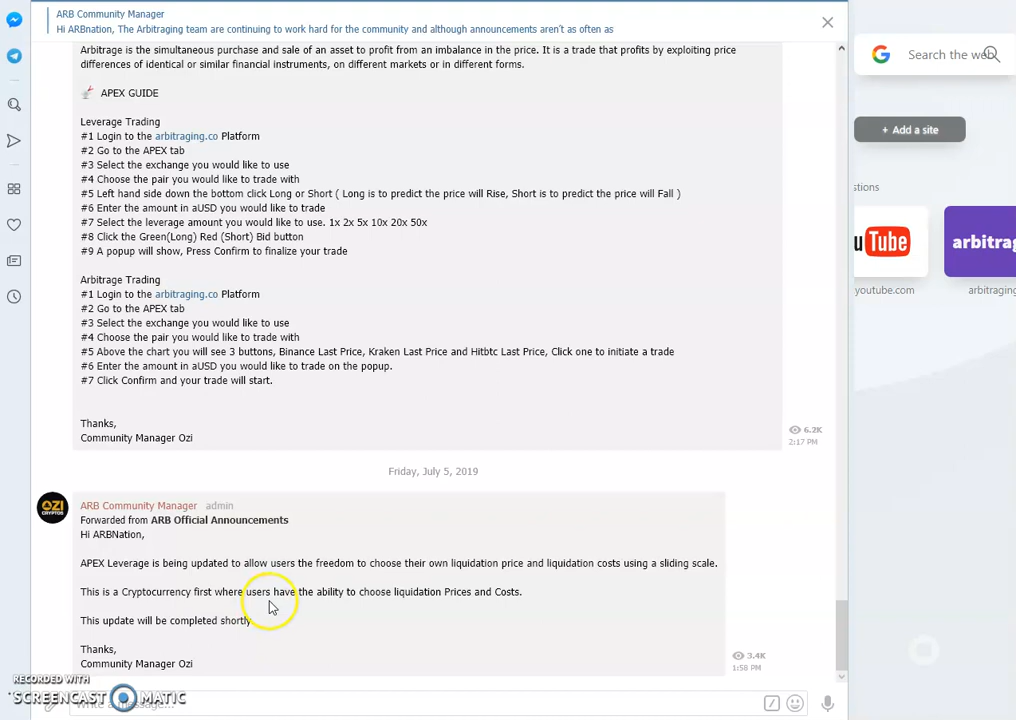 ARB Community Manager
Hi ARBnation, The Arbitraging team are continuing to work hard for the community and although announcements aren't as often as
Arbitrage is the simultaneous purchase and sale of an asset to profit from an imbalance in the price. It is a trade that profits by exploiting price
differences of identical or similar financial instruments, on different markets or in different forms.
APEX GUIDE
Leverage Trading
#1 Login to the arbitraging.co Platform
#2 Go to the APEX tab
#3 Select the exchange you would like to use
#4 Choose the pair you would like to trade with
#5 Left hand side down the bottom click Long or Short ( Long is to predict the price will Rise, Short is to predict the price will Fall )
#6 Enter the amount in aUSD you would like to trade
#7 Select the leverage amount you would like to use. 1x 2x 5x 10x 20x 50x
#8 Click the Green(Long) Red (Short) Bid button
#9 A popup will show, Press Confirm to finalize your trade
Arbitrage Trading
#1 Login to the arbitraging.co Platform
#2 Go to the APEX tab
#3 Select the exchange you would like to use
#4 Choose the pair you would like to trade with
#5 Above the chart you will see 3 buttons, Binance Last Price, Kraken Last Price and Hitbtc Last Price, Click one to initiate a trade
#6 Enter the amount in aUSD you would like to trade on the popup.
#7 Click Confirm and your trade will start.
Thanks,
Community Manager Ozi
6.2K
2:17 PM
Friday, July 5, 2019
OZI
CRYPTOS
ARB Community Manager admin
Forwarded from ARB Official Announcements
Hi ARBNation,
APEX Leverage is being updated to allow users the freedom to choose their own liquidation price and liquidation costs using a sliding scale.
This is a Cryptocurrency first where users have the ability to choose liquidation Prices and Costs.
This update will be completed shortly
Thanks,
Community Manager Ozi
3.4K
1:58 PM
Write a message...
RECORDED WITH
SCREENCAST MATIC
Search the web
+ Add a site
stions
uTube
youtube.com
arbitrag
arbitraging